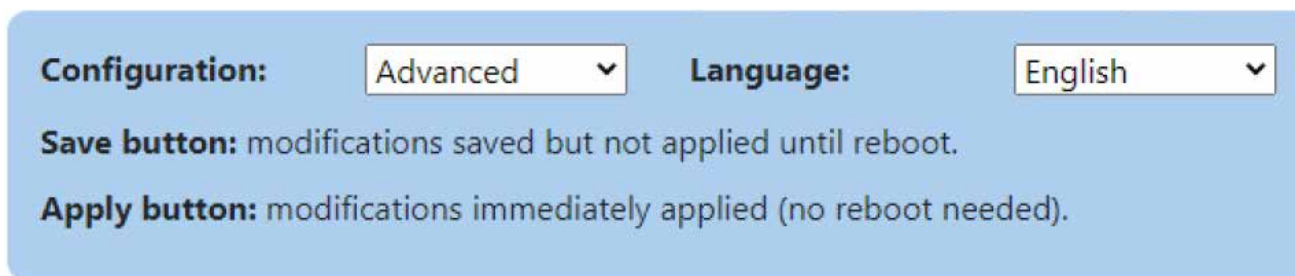 Configuration: Advanced Language: English
Save button: modifications saved but not applied until reboot.
Apply button: modifications immediately applied (no reboot needed).